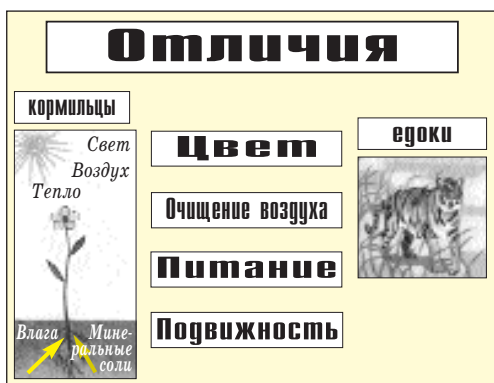 Отличия
кормильцы
Свет
Воздух
Тепло
Влага
Мине-
ральные
соли
Цвет
Очищение воздуха
Питание
Подвижность
едоки